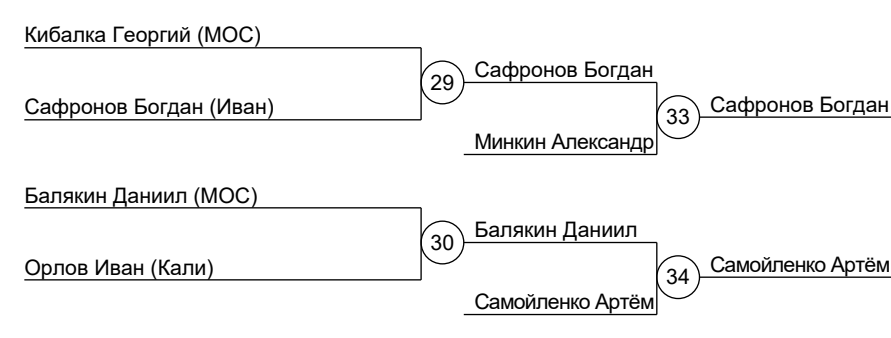 Кибалка Георгий (МОС)
29
Сафронов Богдан
Сафронов Богдан (Иван)
33
Сафронов Богдан
Минкин Александр
Балякин Даниил (МОС)
30
Балякин Даниил
Орлов Иван (Кали)
34
Самойленко Артём
Самойленко Артём